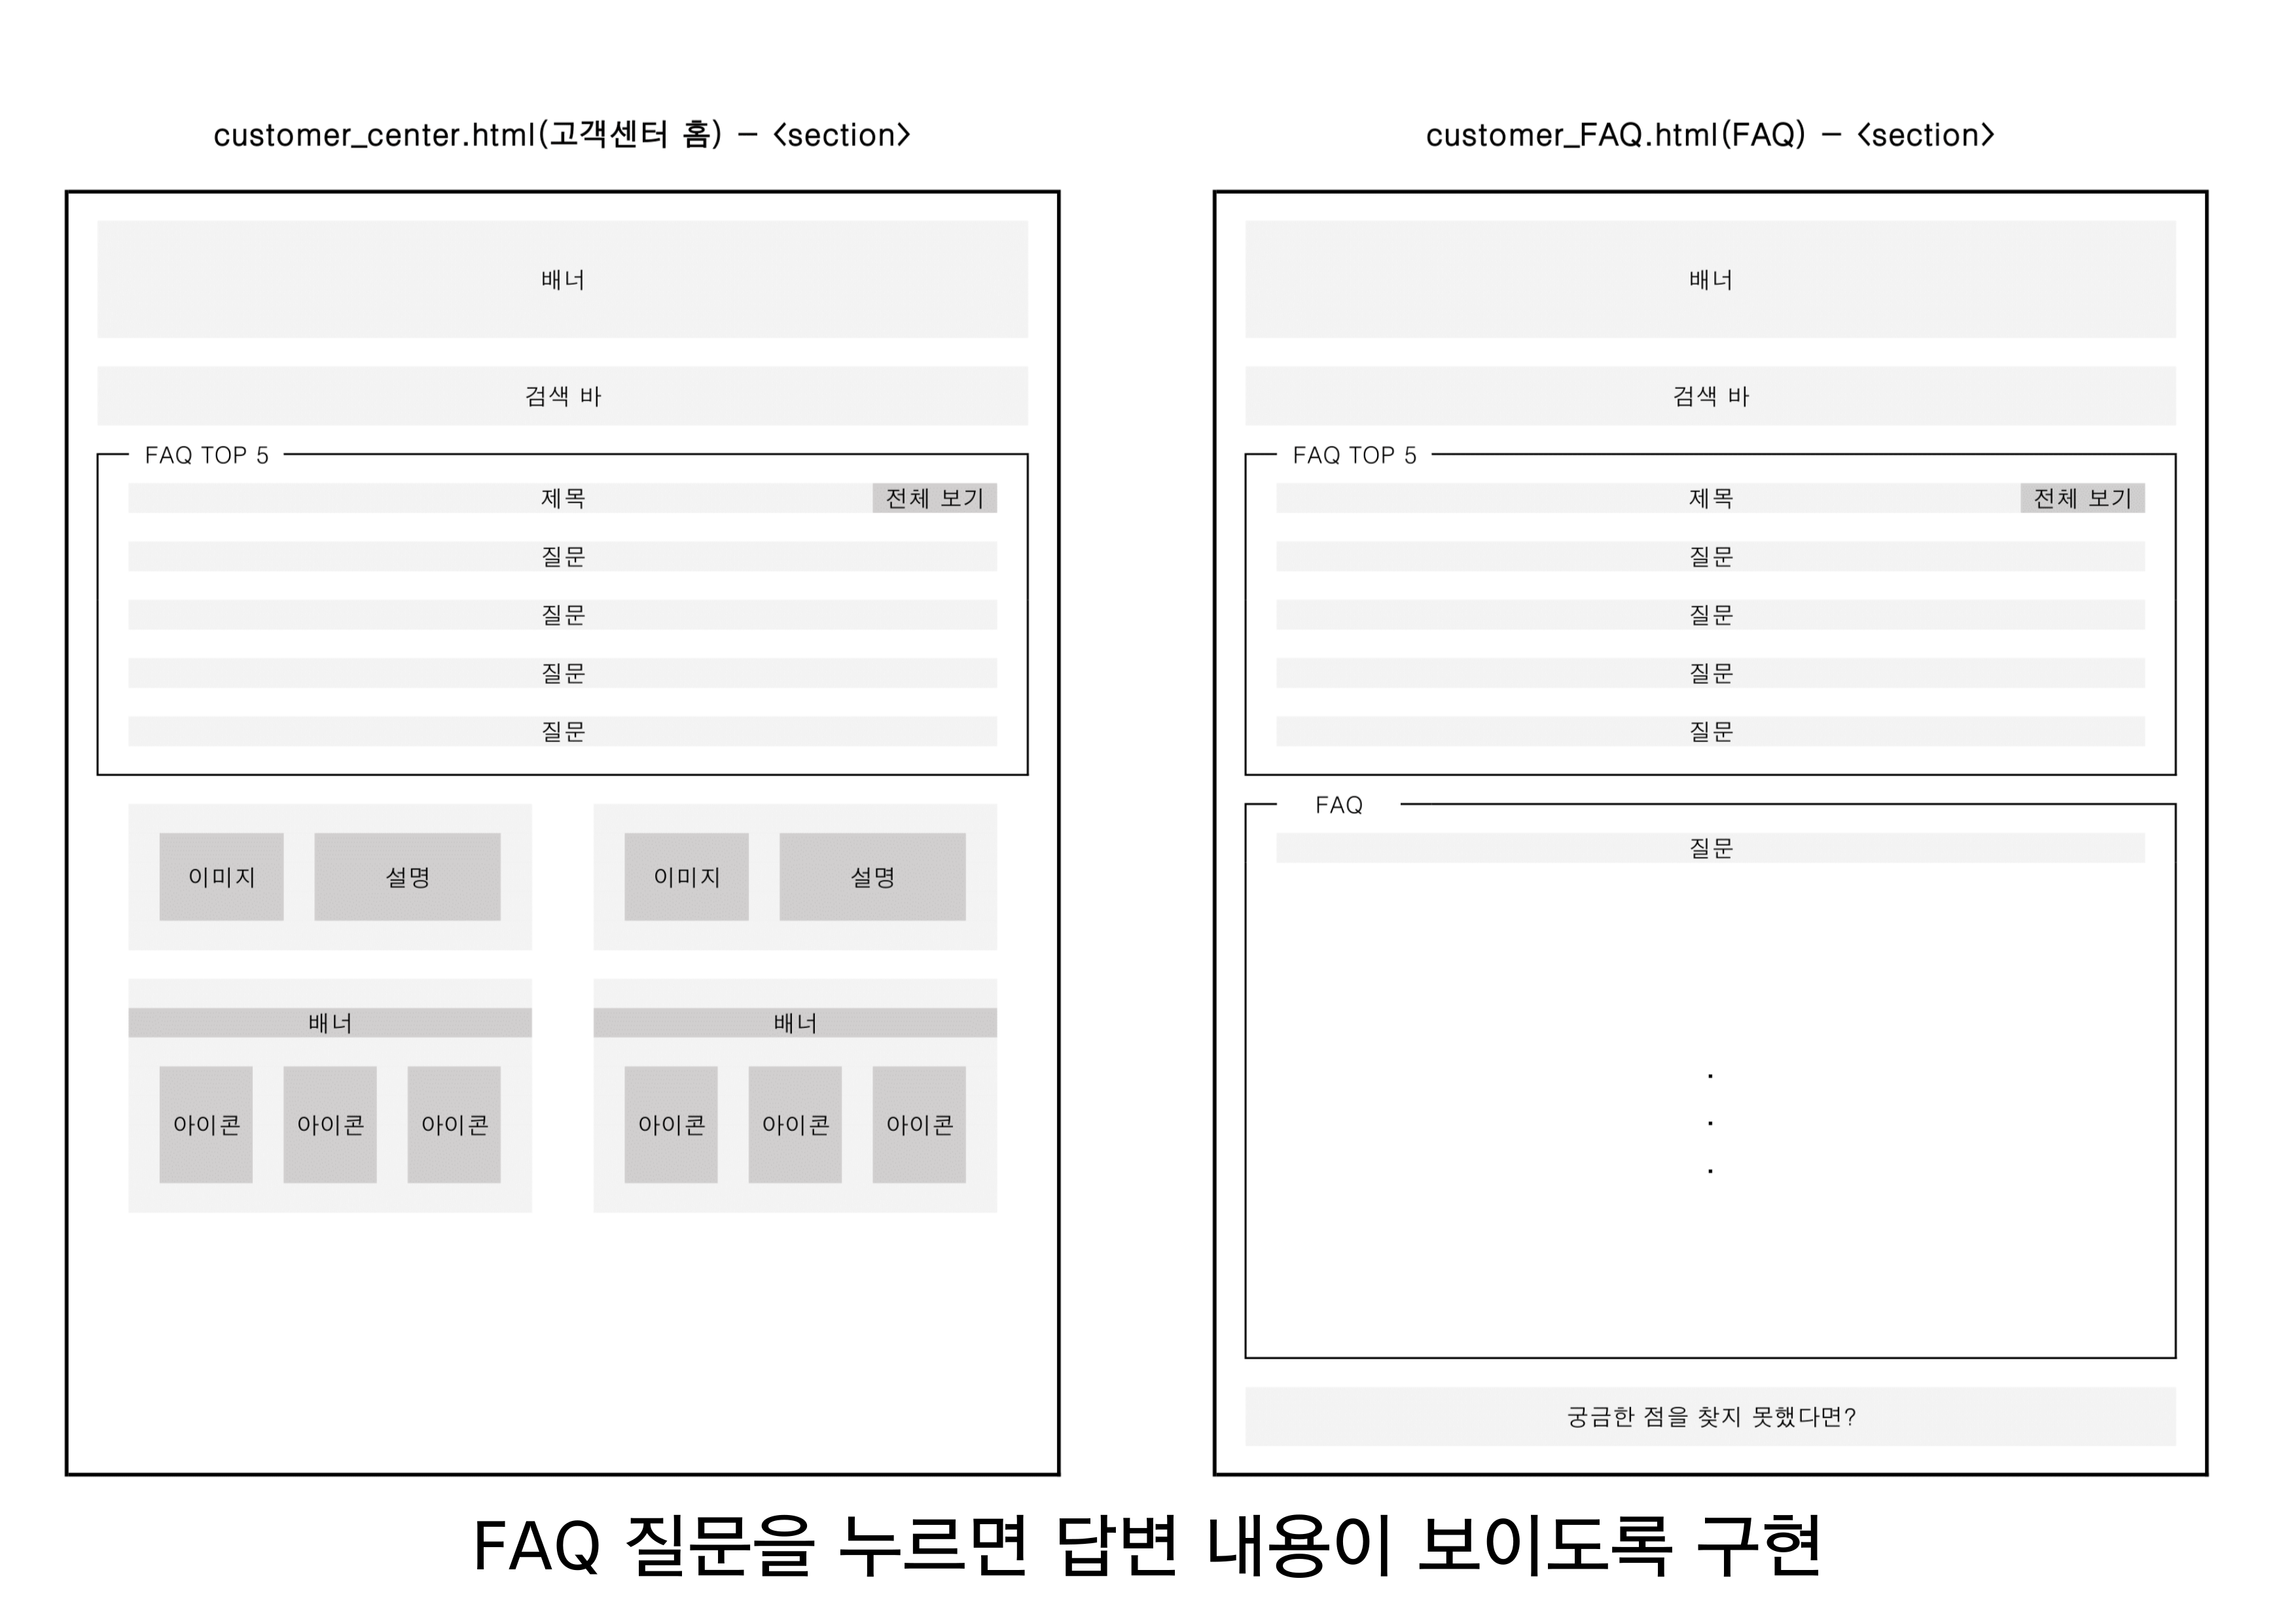 customer_center.html(고객센터 홈) - <section>
배너
검색 바
FAQ TOP 5
제목 전체 보기
질문
질문
질문
질문
이미지 설명 이미지 설명
배너 배너
아이콘 아이콘 아이콘 아이콘 아이콘 아이콘
customer_FAQ.html(FAQ) - <section>
배너
검색 바
FAQ TOP 5
제목 전체 보기
질문
질문
질문
질문
FAQ
질문
.
.
.
궁금한 점을 찾지 못했다면?
FAQ 질문을 누르면 답변 내용이 보이도록 구현